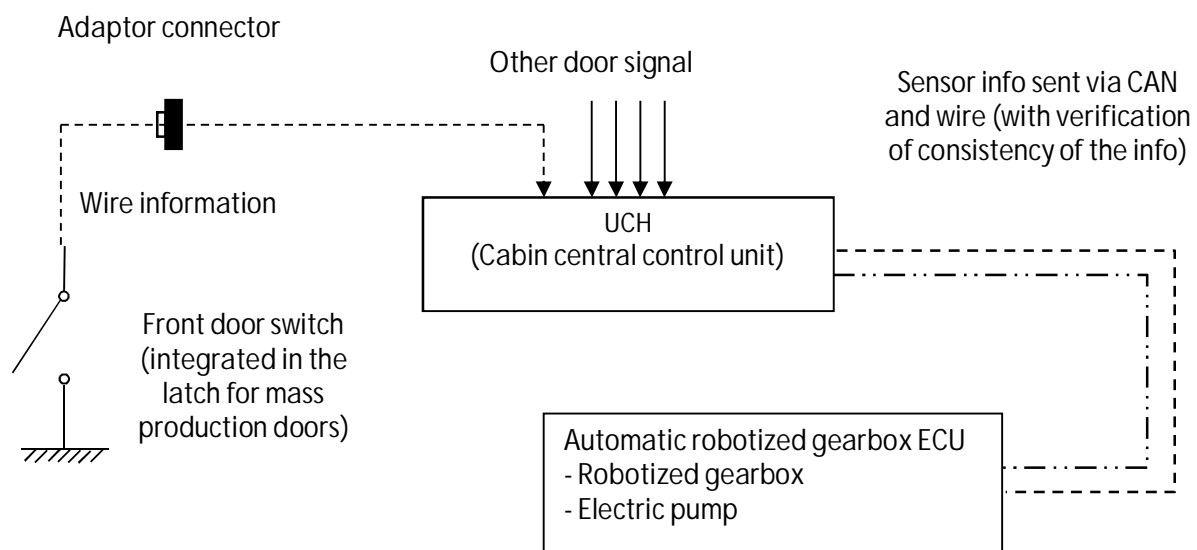 Adaptor connector
Other door signal
Sensor info sent via CAN
and wire (with verification
of consistency of the info)
Wire information
UCH
(Cabin central control unit)
Front door switch
(integrated in the
latch for mass
production doors)
Automatic robotized gearbox ECU
- Robotized gearbox
- Electric pump